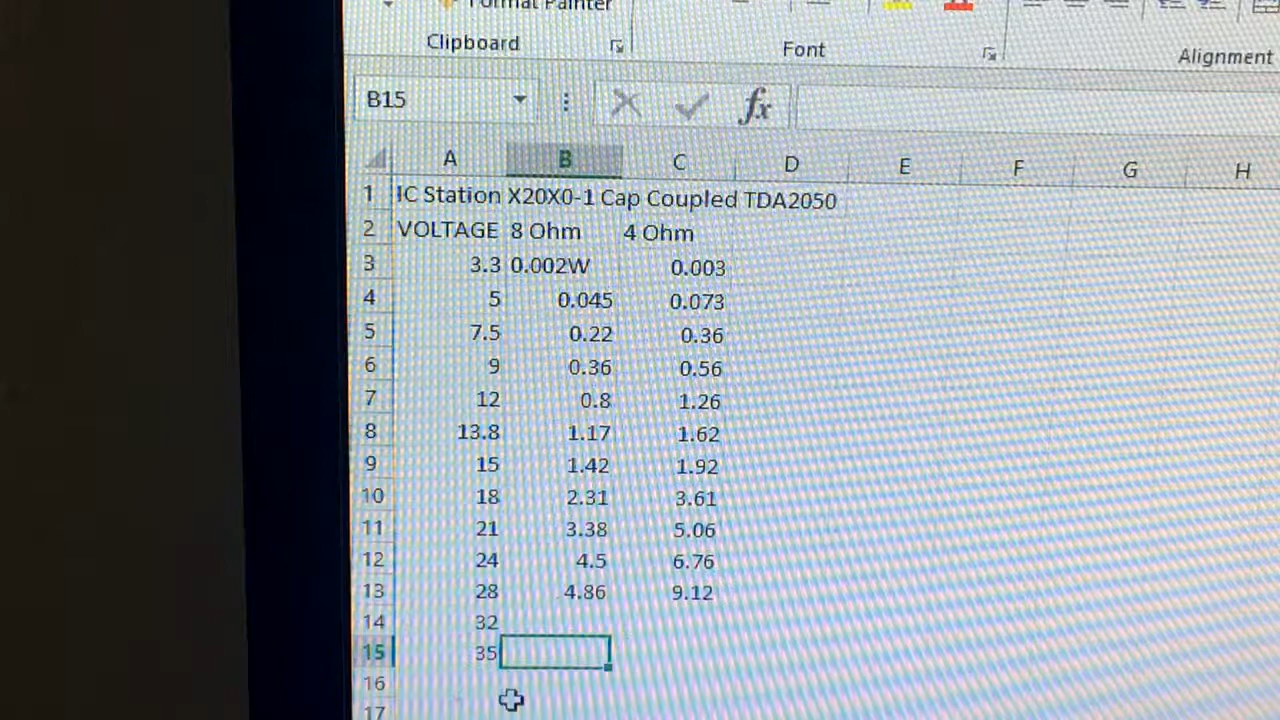 Format Painter
Clipboard Font Alignment
B15 fx
A B C D E F G H
1 IC Station X20X0-1 Cap Coupled TDA2050
2 VOLTAGE 8 Ohm 4 Ohm
3 3.3 0.002W 0.003
4 5 0.045 0.073
5 7.5 0.22 0.36
6 9 0.36 0.56
7 12 0.8 1.26
8 13.8 1.17 1.62
9 15 1.42 1.92
10 18 2.31 3.61
11 21 3.38 5.06
12 24 4.5 6.76
13 28 4.86 9.12
14 32
15 35
16
17